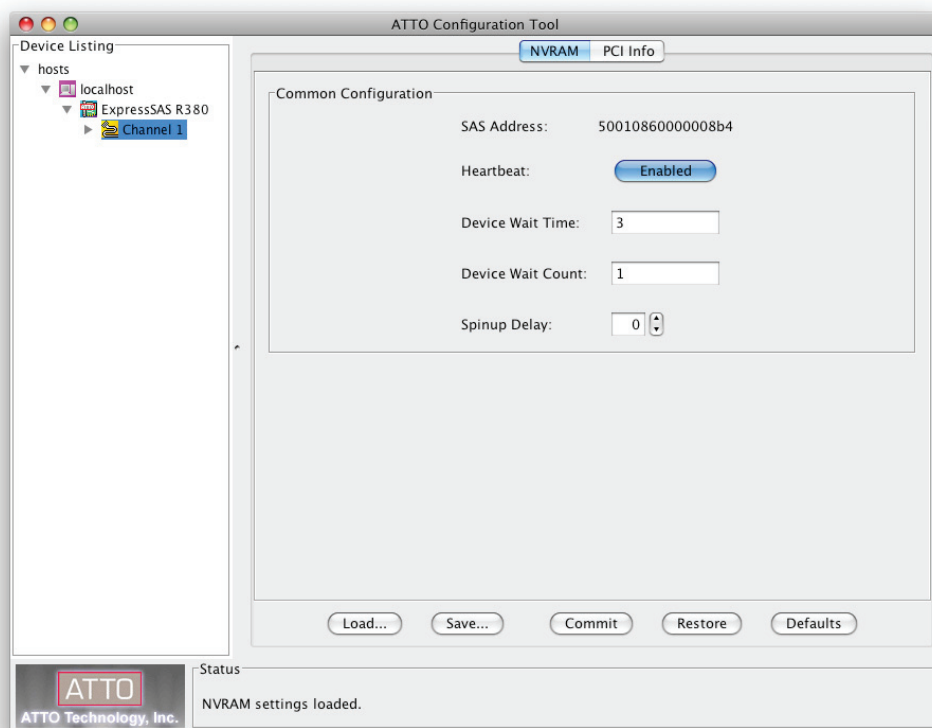 ATTO Configuration Tool
Device Listing
hosts
localhost
ExpressSAS R380
Channel 1
NVRAM PCI Info
Common Configuration
SAS Address: 50010860000008b4
Heartbeat: Enabled
Device Wait Time: 3
Device Wait Count: 1
Spinup Delay: 0
Load... Save... Commit Restore Defaults
ATTO
ATTO Technology, Inc.
Status
NVRAM settings loaded.